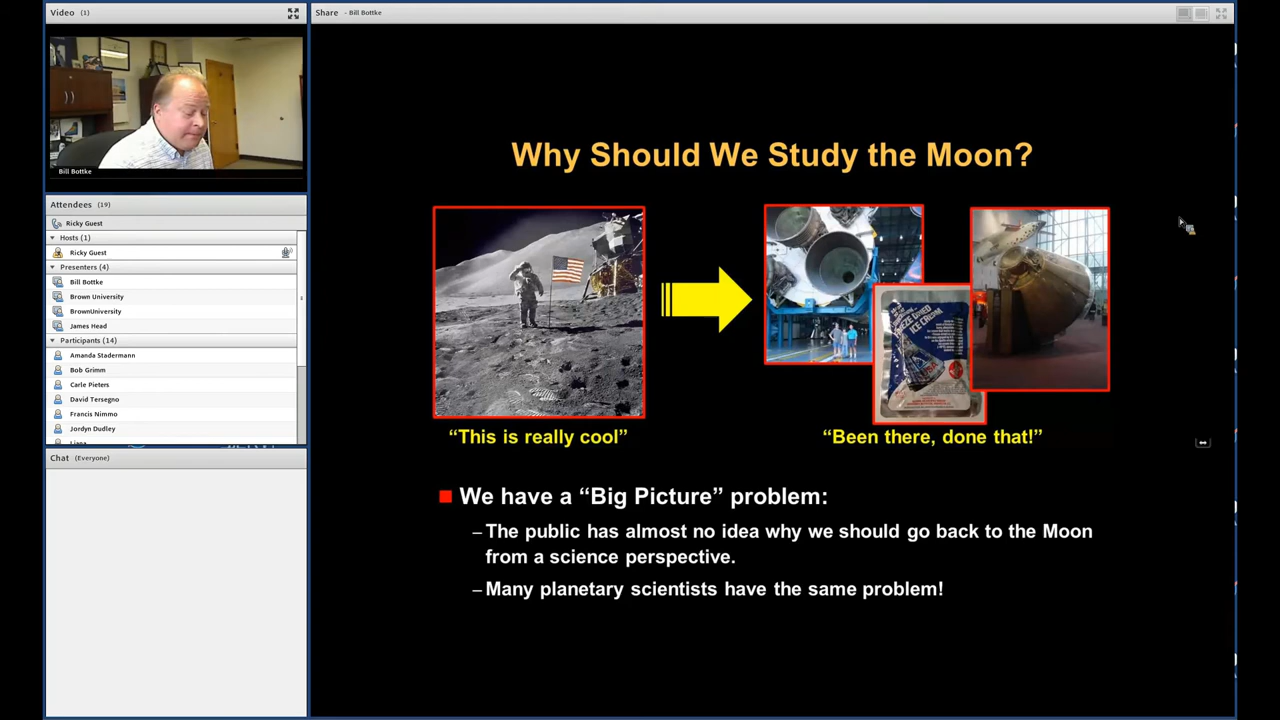 Video (1)
Bill Bottke
Attendees (19)
Ricky Guest
Hosts (1)
Ricky Guest
Presenters (4)
Bill Bottke
Brown University
BrownUniversity
James Head
Participants (14)
Amanda Stadermann
Bob Grimm
Carle Pieters
David Tersegno
Francis Nimmo
Jordyn Dudley
Chat (Everyone)
Share - Bill Bottke
Why Should We Study the Moon?
FREEZE DRIED
ICE CREAM
“This is really cool”
“Been there, done that!”
We have a “Big Picture” problem:
–The public has almost no idea why we should go back to the Moon
from a science perspective.
–Many planetary scientists have the same problem!